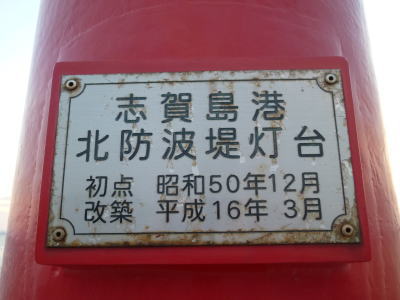 志賀島港
北防波堤灯台
初点 昭和50年12月
改築 平成16年 3月